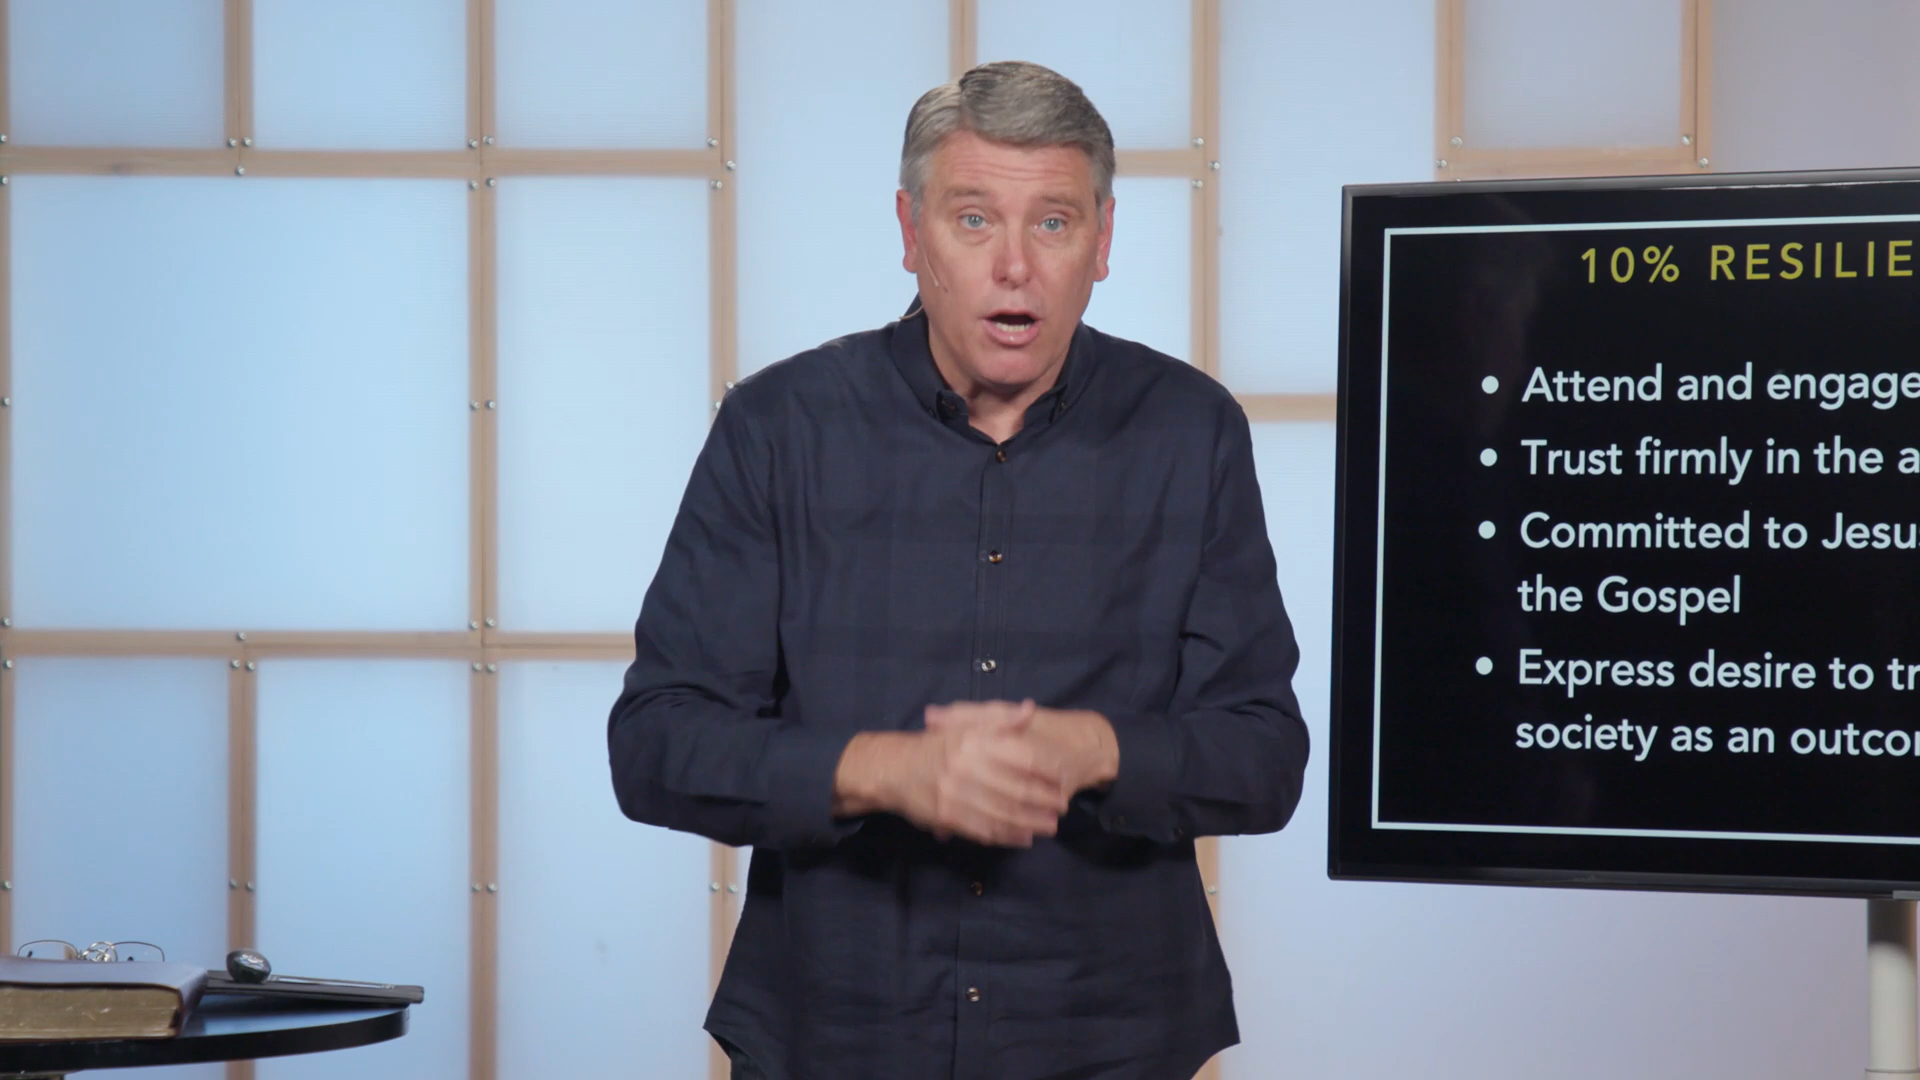 10% RESILIE
• Attend and engage
• Trust firmly in the a
• Committed to Jesus
the Gospel
• Express desire to tr
society as an outco